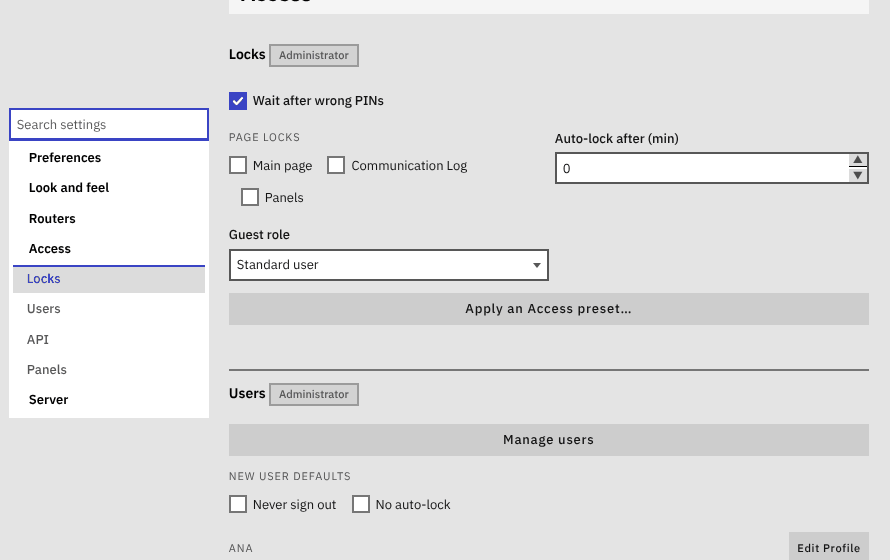 Access
Search settings
Preferences
Look and feel
Routers
Access
Locks
Users
API
Panels
Server
Locks Administrator
Wait after wrong PINs
PAGE LOCKS
Main page Communication Log
Panels
Auto-lock after (min)
0
Guest role
Standard user
Apply an Access preset...
Users Administrator
Manage users
NEW USER DEFAULTS
Never sign out No auto-lock
ANA Edit Profile